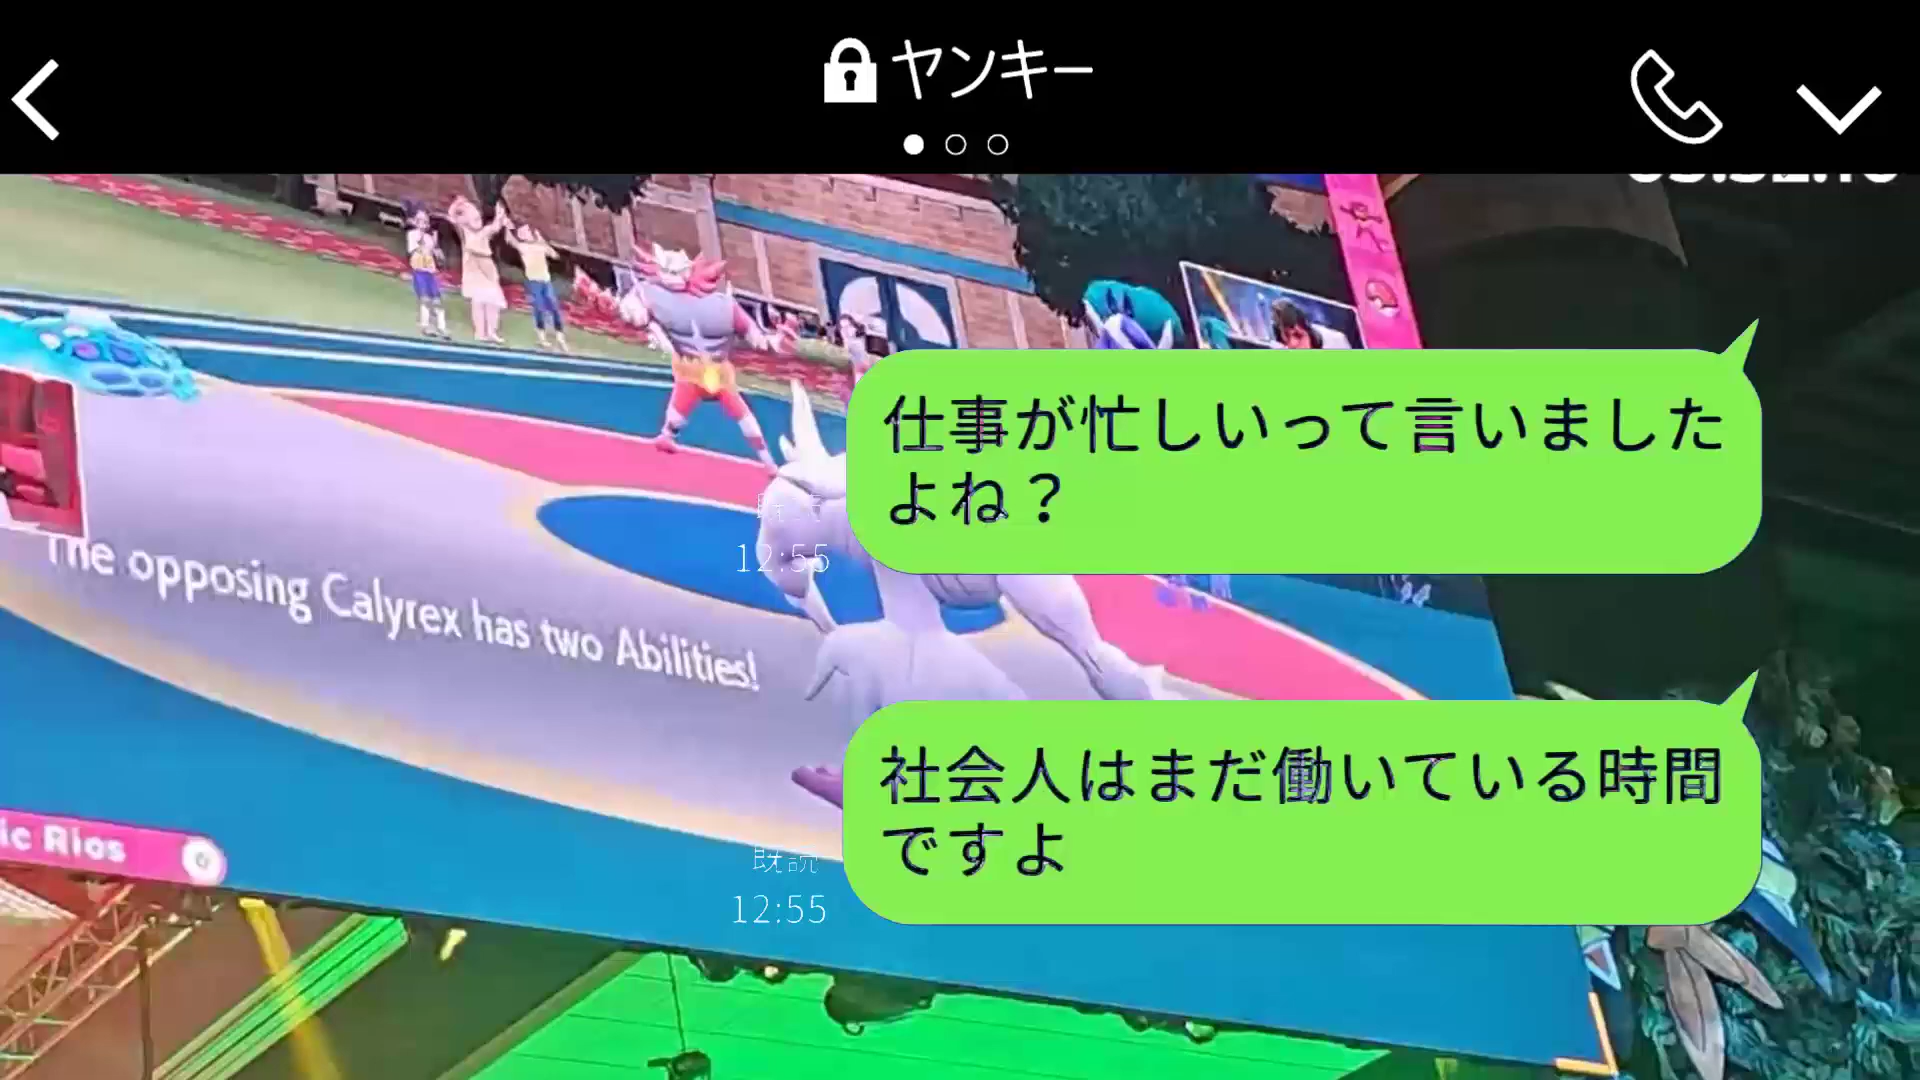 ヤンキー
仕事が忙しいって言いました
よね？
既読
12:55
The opposing Calyrex has two Abilities!
社会人はまだ働いている時間
ですよ
ic Rios
既読
12:55